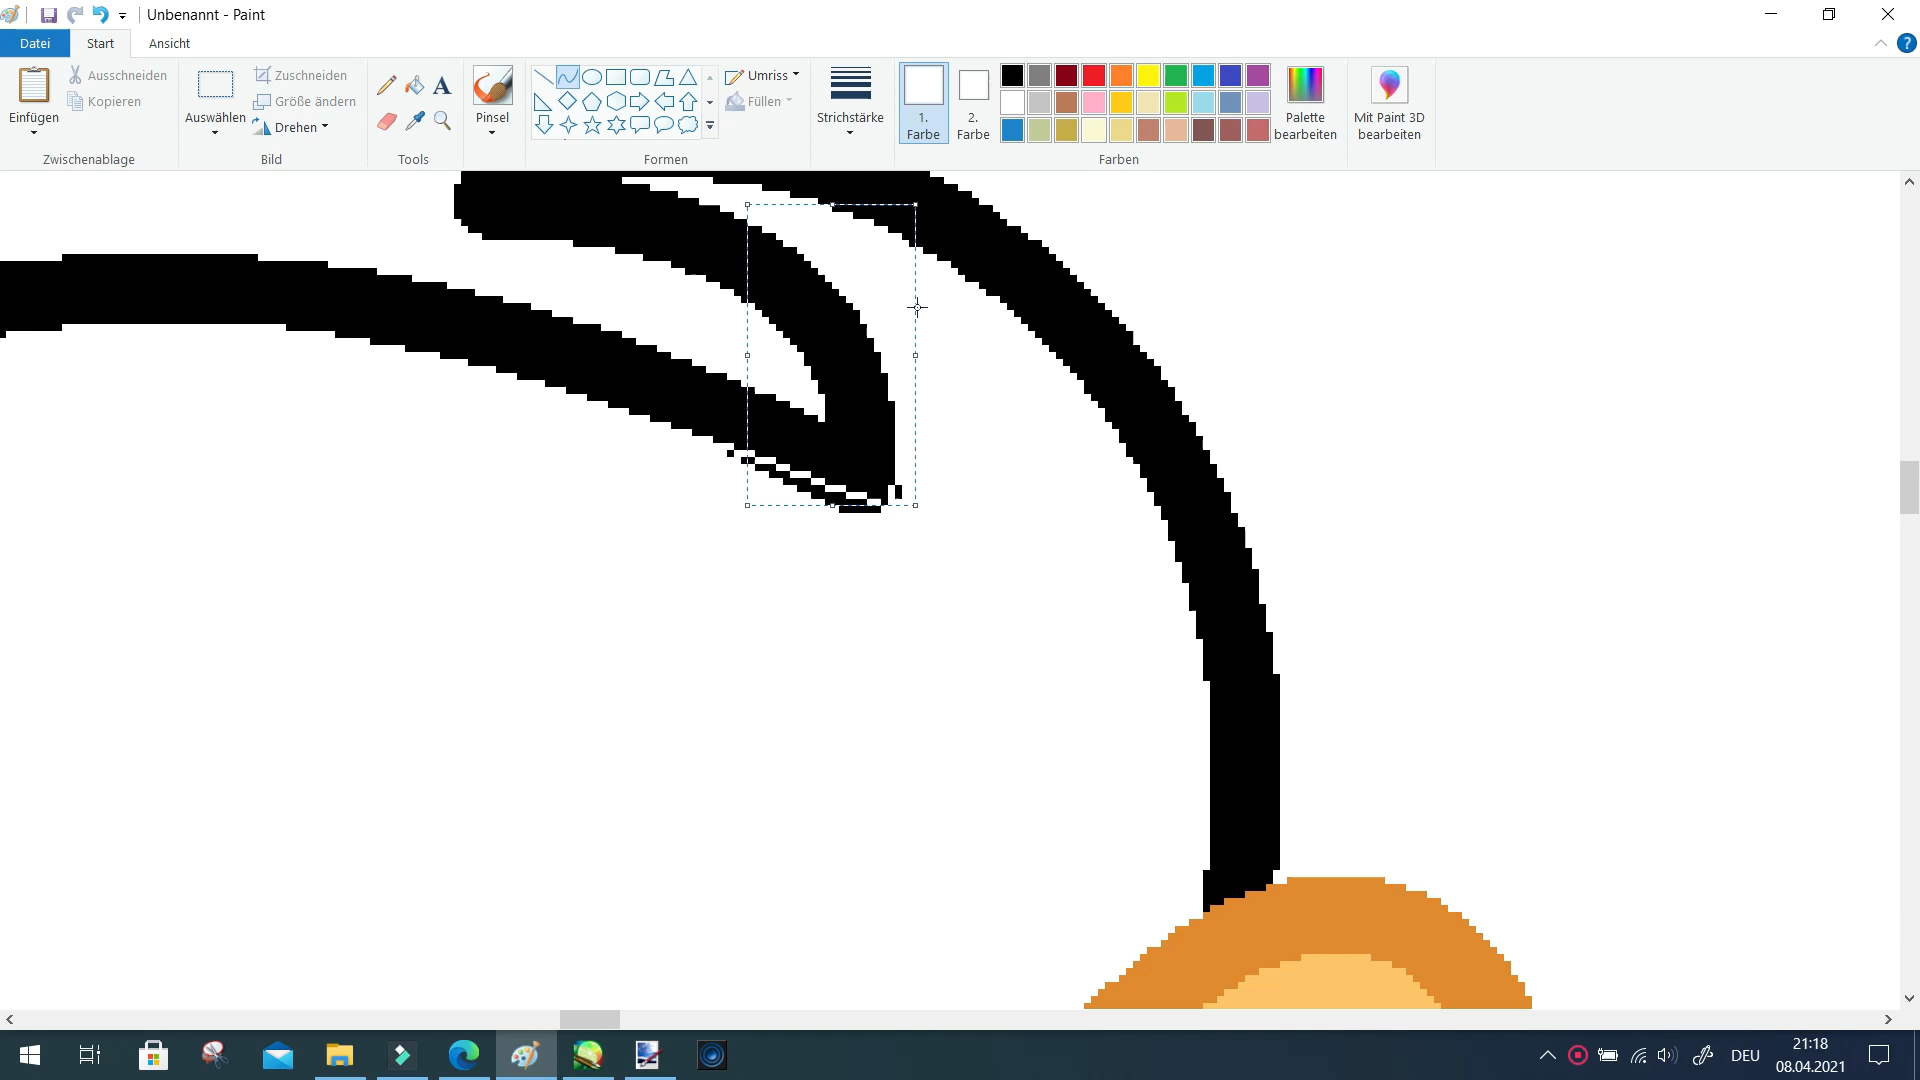 Unbenannt - Paint
Datei Start Ansicht
Einfügen
Ausschneiden
Kopieren
Zwischenablage
Auswählen
Zuschneiden
Größe ändern
Drehen
Bild
A
Tools
Pinsel
Umriss
Füllen
Formen
Strichstärke
1.
Farbe
2.
Farbe
Palette
bearbeiten
Farben
Mit Paint 3D
bearbeiten
?
DEU
21:18
08.04.2021